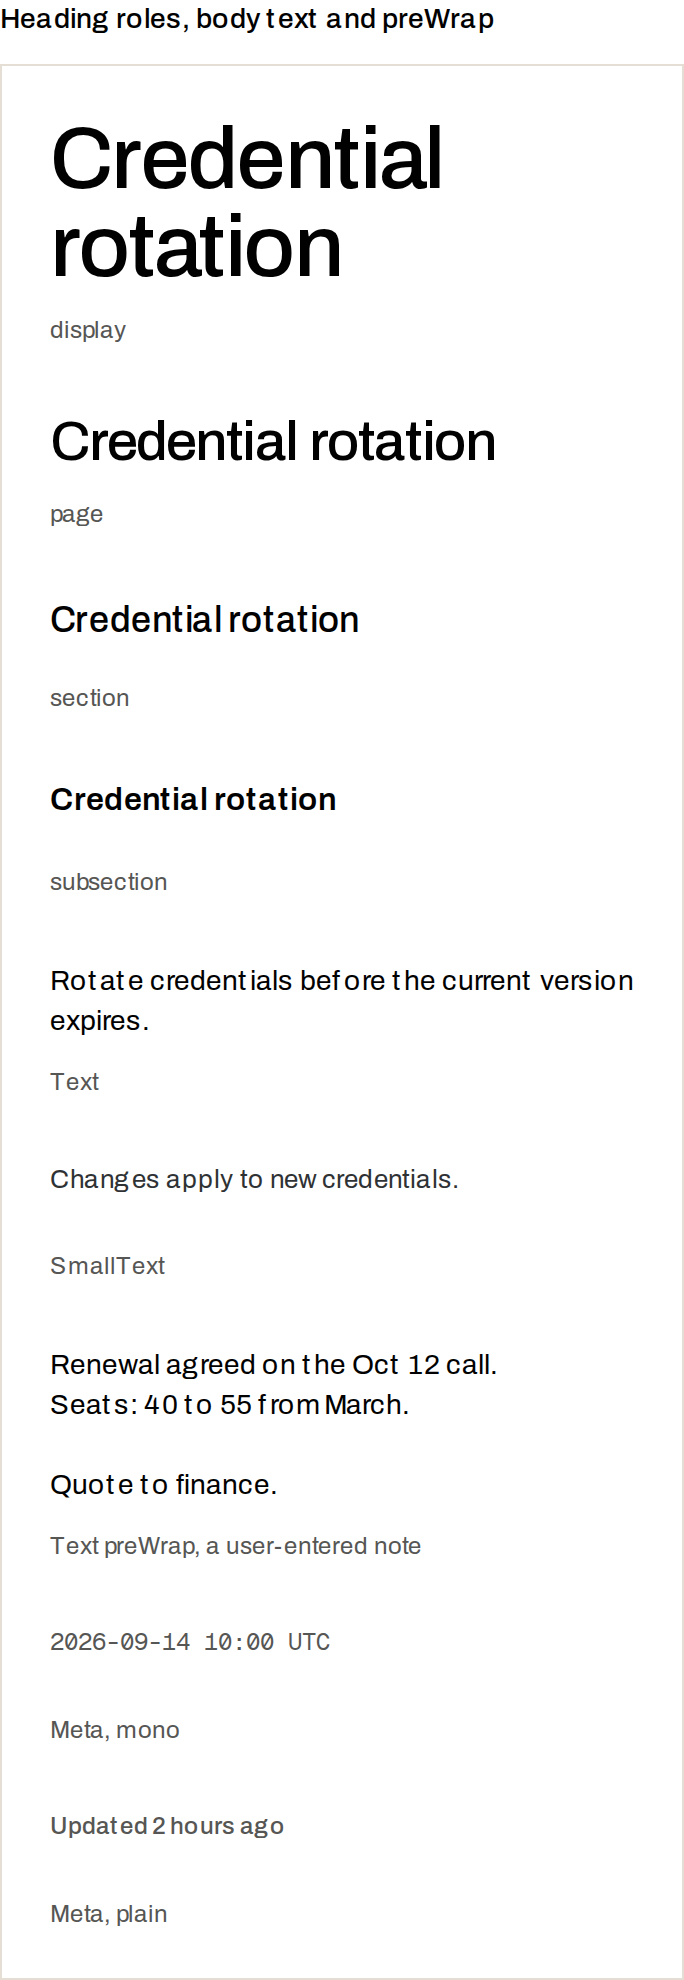 Heading roles, body text and preWrap
Credential
rotation
display
Credential rotation
page
Credential rotation
section
Credential rotation
subsection
Rotate credentials before the current version
expires.
Text
Changes apply to new credentials.
SmallText
Renewal agreed on the Oct 12 call.
Seats: 40 to 55 from March.
Quote to finance.
Text preWrap, a user-entered note
2026-09-14 10:00 UTC
Meta, mono
Updated 2 hours ago
Meta, plain